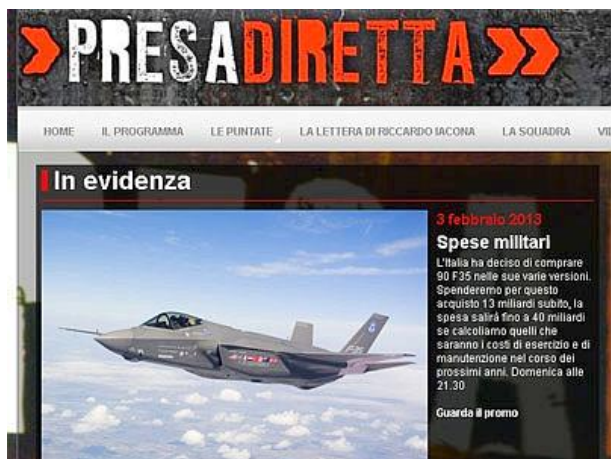 PRESADIRETTA
HOME IL PROGRAMMA LE PUNTATE LA LETTERA DI RICCARDO IACONA LA SQUADRA
In evidenza
3 febbraio 2013
Spese militari
L'Italia ha deciso di comprare
90 F35 nelle sue varie versioni.
Spenderemo per questo
acquisto 13 miliardi subito, la
spesa salirà fino a 40 miliardi
se calcoliamo quelli che
saranno i costi di esercizio e di
manutenzione nel corso dei
prossimi anni. Domenica alle
21.30
Guarda il promo